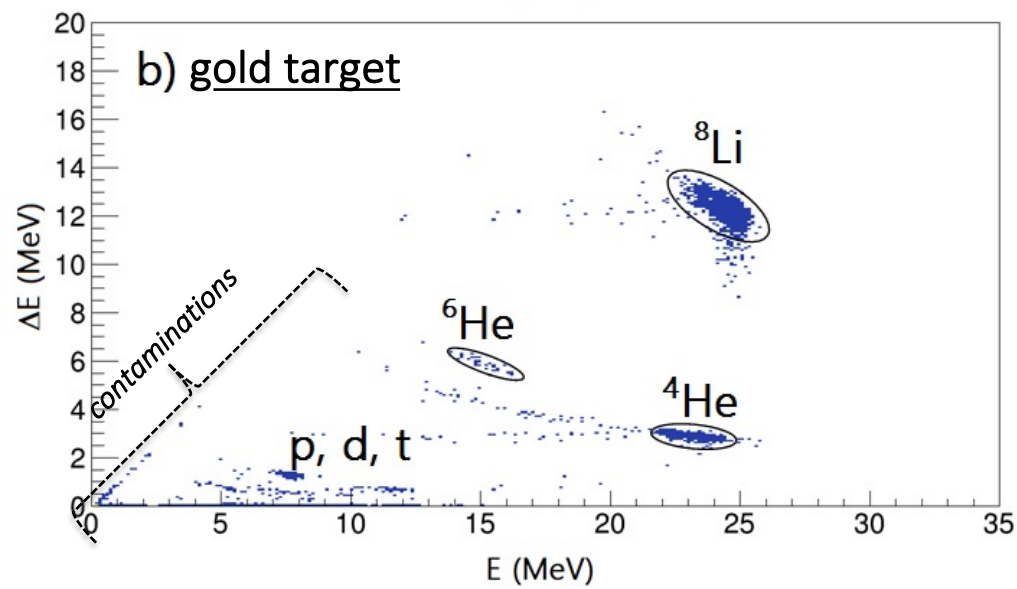 b) gold target
20
18
16
14
12
10
8
6
4
2
0
ΔE (MeV)
⁸Li
⁶He
⁴He
p, d, t
contaminations
0 5 10 15 20 25 30 35
E (MeV)